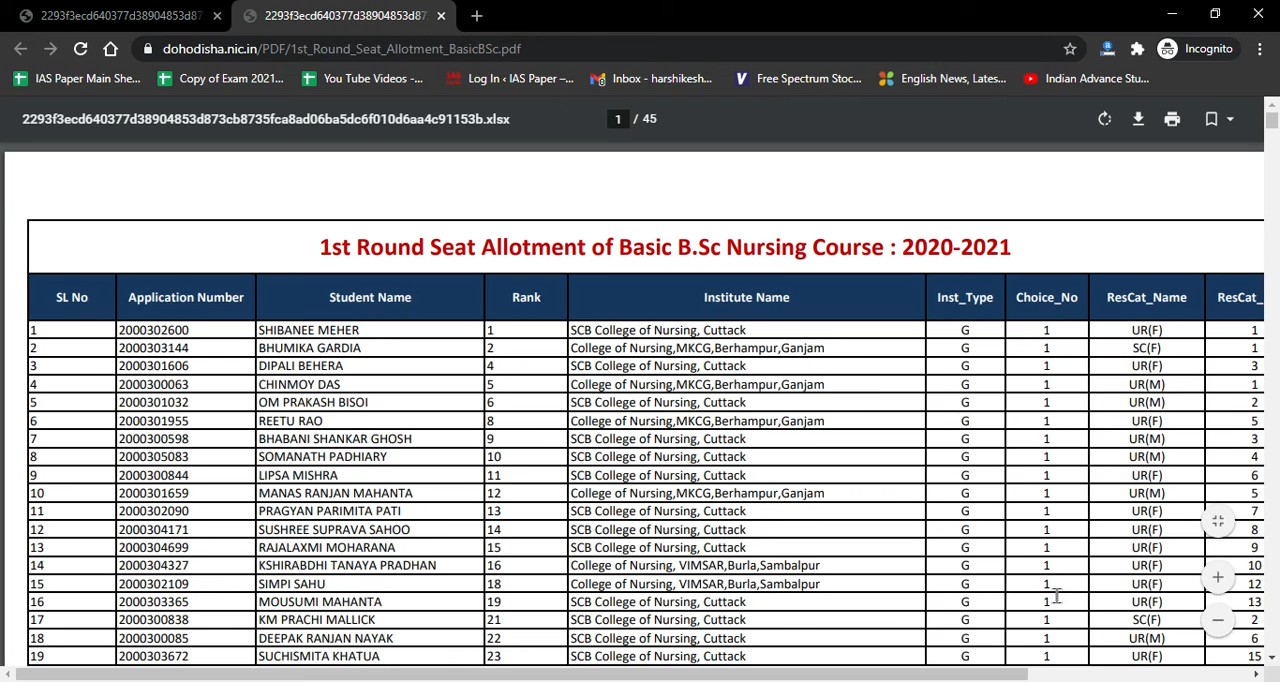 2293f3ecd640377d38904853d87
2293f3ecd640377d38904853d873
dohodisha.nic.in/PDF/1st_Round_Seat_Allotment_BasicBSc.pdf
Incognito
IAS Paper Main She...
Copy of Exam 2021...
You Tube Videos -...
Log In ‹ IAS Paper –...
Inbox - harshikesh...
Free Spectrum Stoc...
English News, Lates...
Indian Advance Stu...
2293f3ecd640377d38904853d873cb8735fca8ad06ba5dc6f010d6aa4c91153b.xlsx
1 / 45
1st Round Seat Allotment of Basic B.Sc Nursing Course : 2020-2021
SL No Application Number Student Name Rank Institute Name Inst_Type Choice_No ResCat_Name ResCat_
1 2000302600 SHIBANEE MEHER 1 SCB College of Nursing, Cuttack G 1 UR(F) 1
2 2000303144 BHUMIKA GARDIA 2 College of Nursing,MKCG,Berhampur,Ganjam G 1 SC(F) 1
3 2000301606 DIPALI BEHERA 4 SCB College of Nursing, Cuttack G 1 UR(F) 3
4 2000300063 CHINMOY DAS 5 College of Nursing,MKCG,Berhampur,Ganjam G 1 UR(M) 1
5 2000301032 OM PRAKASH BISOI 6 SCB College of Nursing, Cuttack G 1 UR(M) 2
6 2000301955 REETU RAO 8 College of Nursing,MKCG,Berhampur,Ganjam G 1 UR(F) 5
7 2000300598 BHABANI SHANKAR GHOSH 9 SCB College of Nursing, Cuttack G 1 UR(M) 3
8 2000305083 SOMANATH PADHIARY 10 SCB College of Nursing, Cuttack G 1 UR(M) 4
9 2000300844 LIPSA MISHRA 11 SCB College of Nursing, Cuttack G 1 UR(F) 6
10 2000301659 MANAS RANJAN MAHANTA 12 College of Nursing,MKCG,Berhampur,Ganjam G 1 UR(M) 5
11 2000302090 PRAGYAN PARIMITA PATI 13 SCB College of Nursing, Cuttack G 1 UR(F) 7
12 2000304171 SUSHREE SUPRAVA SAHOO 14 SCB College of Nursing, Cuttack G 1 UR(F) 8
13 2000304699 RAJALAXMI MOHARANA 15 SCB College of Nursing, Cuttack G 1 UR(F) 9
14 2000304327 KSHIRABDHI TANAYA PRADHAN 16 College of Nursing, VIMSAR,Burla,Sambalpur G 1 UR(F) 10
15 2000302109 SIMPI SAHU 18 College of Nursing, VIMSAR,Burla,Sambalpur G 1 UR(F) 12
16 2000303365 MOUSUMI MAHANTA 19 SCB College of Nursing, Cuttack G 1 UR(F) 13
17 2000300838 KM PRACHI MALLICK 21 SCB College of Nursing, Cuttack G 1 SC(F) 2
18 2000300085 DEEPAK RANJAN NAYAK 22 SCB College of Nursing, Cuttack G 1 UR(M) 6
19 2000303672 SUCHISMITA KHATUA 23 SCB College of Nursing, Cuttack G 1 UR(F) 15